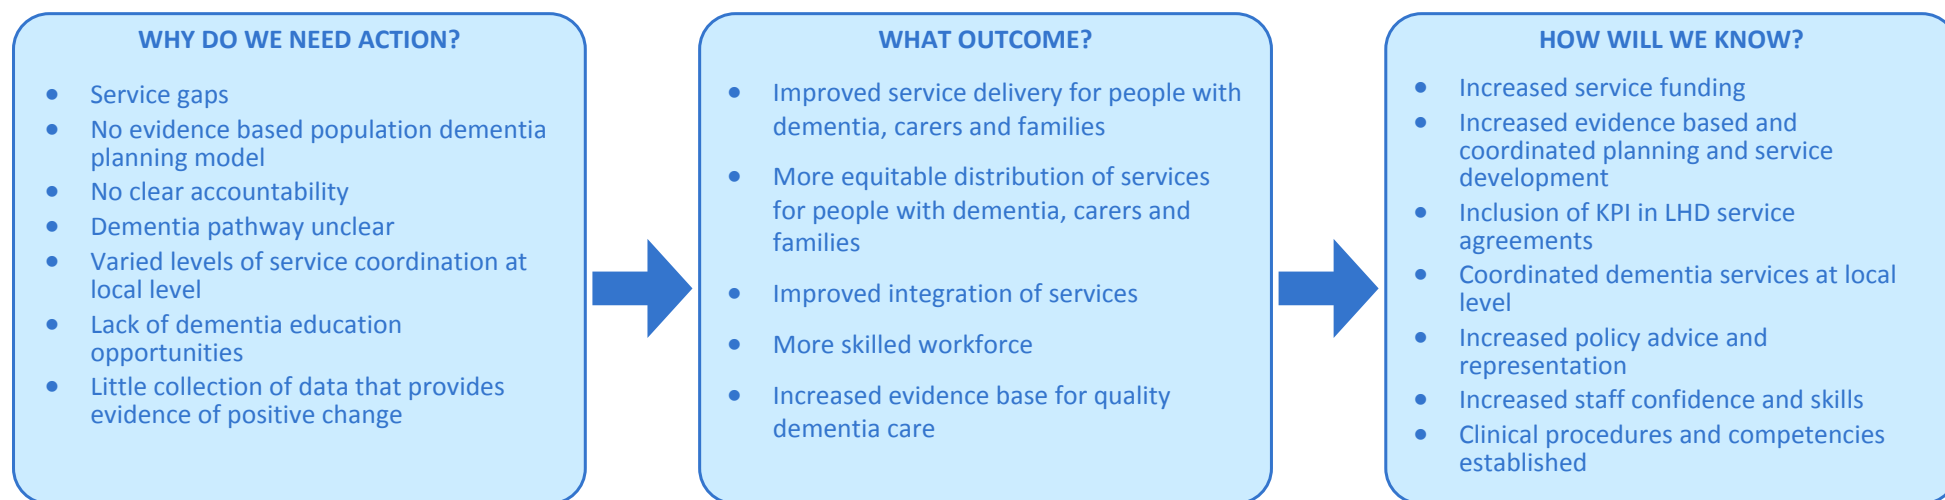 WHY DO WE NEED ACTION?
• Service gaps
• No evidence based population dementia
planning model
• No clear accountability
• Dementia pathway unclear
• Varied levels of service coordination at
local level
• Lack of dementia education
opportunities
• Little collection of data that provides
evidence of positive change
WHAT OUTCOME?
• Improved service delivery for people with
dementia, carers and families
• More equitable distribution of services
for people with dementia, carers and
families
• Improved integration of services
• More skilled workforce
• Increased evidence base for quality
dementia care
HOW WILL WE KNOW?
• Increased service funding
• Increased evidence based and
coordinated planning and service
development
• Inclusion of KPI in LHD service
agreements
• Coordinated dementia services at local
level
• Increased policy advice and
representation
• Increased staff confidence and skills
• Clinical procedures and competencies
established